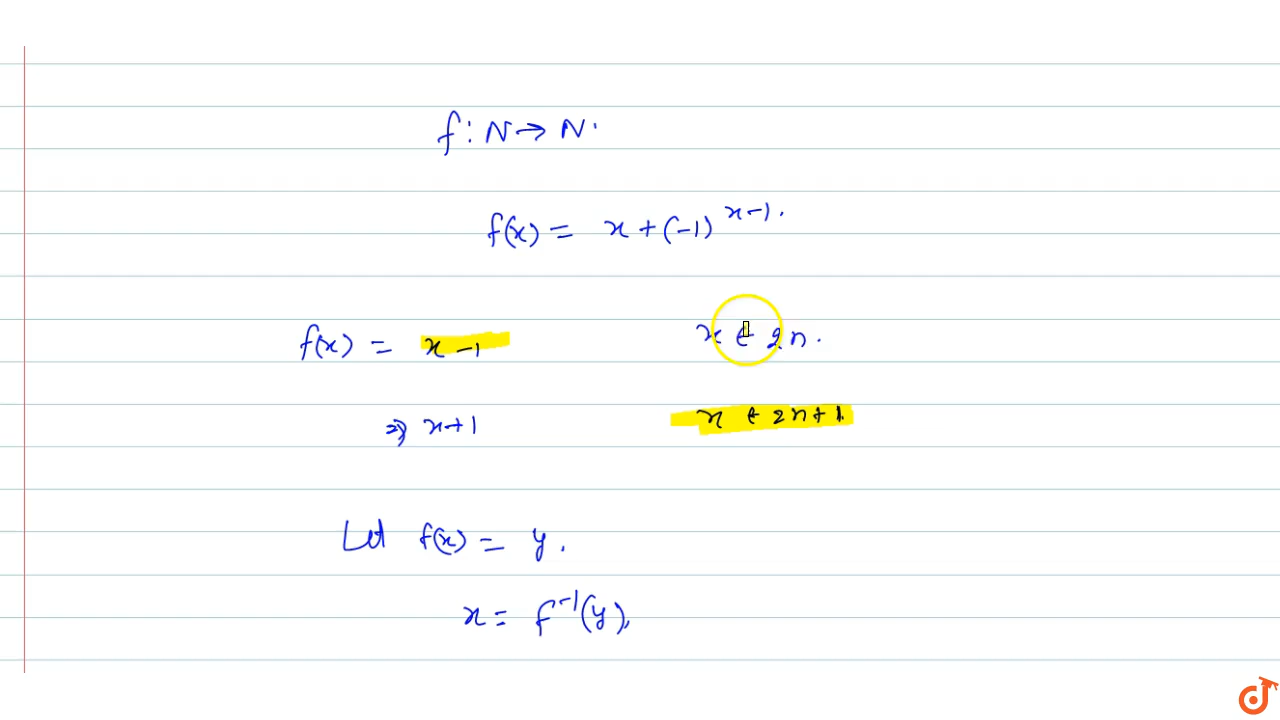 f : N → N.
f(x) = x + (-1)^{x-1}.
f(x) = x - 1 x ∈ 2n.
⇒ x + 1 x ∈ 2n + 1.
Let f(x) = y.
x = f^{-1}(y),